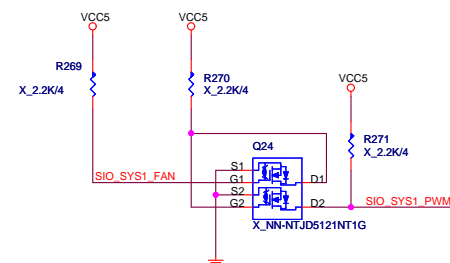 VCC5
VCC5
R269
X_2.2K/4
R270
X_2.2K/4
VCC5
R271
X_2.2K/4
Q24
S1
SIO_SYS1_FAN
G1
D1
S2
G2
D2
SIO_SYS1_PWM
X_NN-NTJD5121NT1G